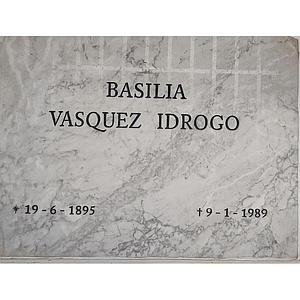 BASILIA
VASQUEZ IDROGO
* 19-6-1895 †9-1-1989